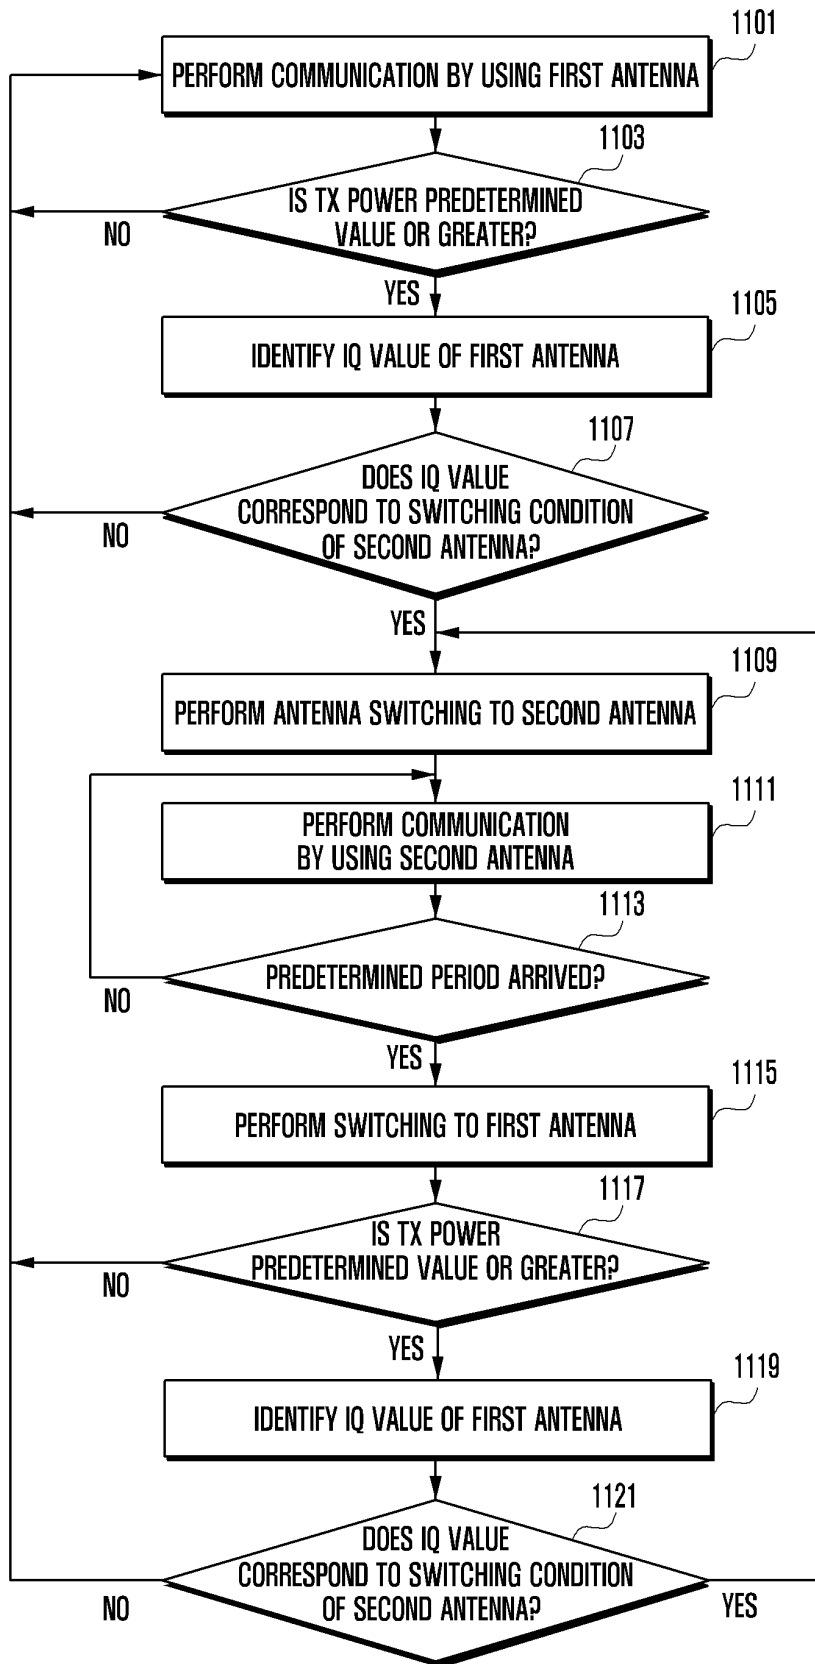 1101
PERFORM COMMUNICATION BY USING FIRST ANTENNA
1103
IS TX POWER PREDETERMINED
VALUE OR GREATER?
NO
YES
1105
IDENTIFY IQ VALUE OF FIRST ANTENNA
1107
DOES IQ VALUE
CORRESPOND TO SWITCHING CONDITION
OF SECOND ANTENNA?
NO
YES
1109
PERFORM ANTENNA SWITCHING TO SECOND ANTENNA
1111
PERFORM COMMUNICATION
BY USING SECOND ANTENNA
1113
PREDETERMINED PERIOD ARRIVED?
NO
YES
1115
PERFORM SWITCHING TO FIRST ANTENNA
1117
IS TX POWER
PREDETERMINED VALUE OR GREATER?
NO
YES
1119
IDENTIFY IQ VALUE OF FIRST ANTENNA
1121
DOES IQ VALUE
CORRESPOND TO SWITCHING CONDITION
OF SECOND ANTENNA?
NO
YES